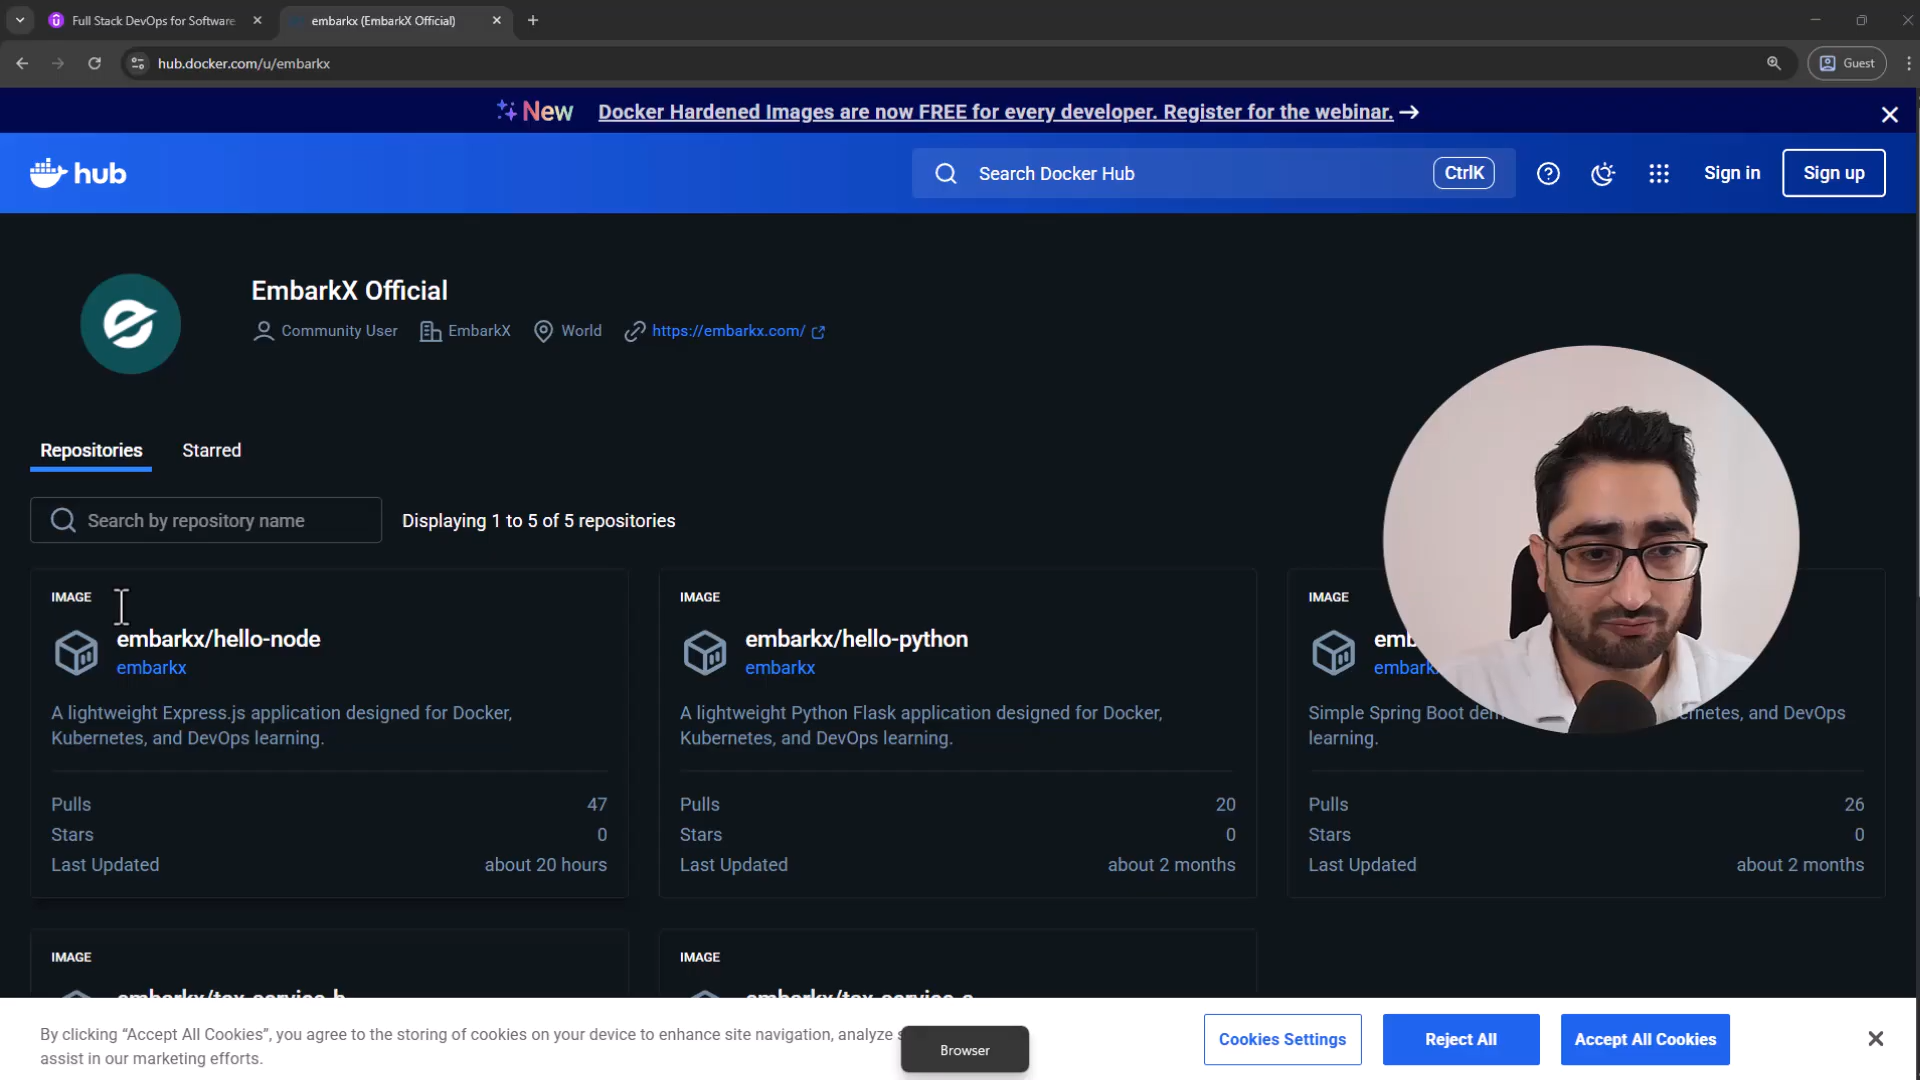 Full Stack DevOps for Software
embarkx (EmbarkX Official)
hub.docker.com/u/embarkx
Guest
New Docker Hardened Images are now FREE for every developer. Register for the webinar. →
hub
Search Docker Hub
CtrlK
Sign in
Sign up
EmbarkX Official
Community User
EmbarkX
World
https://embarkx.com/
Repositories
Starred
Search by repository name
Displaying 1 to 5 of 5 repositories
IMAGE
embarkx/hello-node
embarkx
A lightweight Express.js application designed for Docker,
Kubernetes, and DevOps learning.
Pulls 47
Stars 0
Last Updated about 20 hours
IMAGE
embarkx/hello-python
embarkx
A lightweight Python Flask application designed for Docker,
Kubernetes, and DevOps learning.
Pulls 20
Stars 0
Last Updated about 2 months
IMAGE
Simple Spring Boot and DevOps
learning.
Pulls 26
Stars 0
Last Updated about 2 months
IMAGE
IMAGE
By clicking “Accept All Cookies”, you agree to the storing of cookies on your device to enhance site navigation, analyze
assist in our marketing efforts.
Browser
Cookies Settings
Reject All
Accept All Cookies